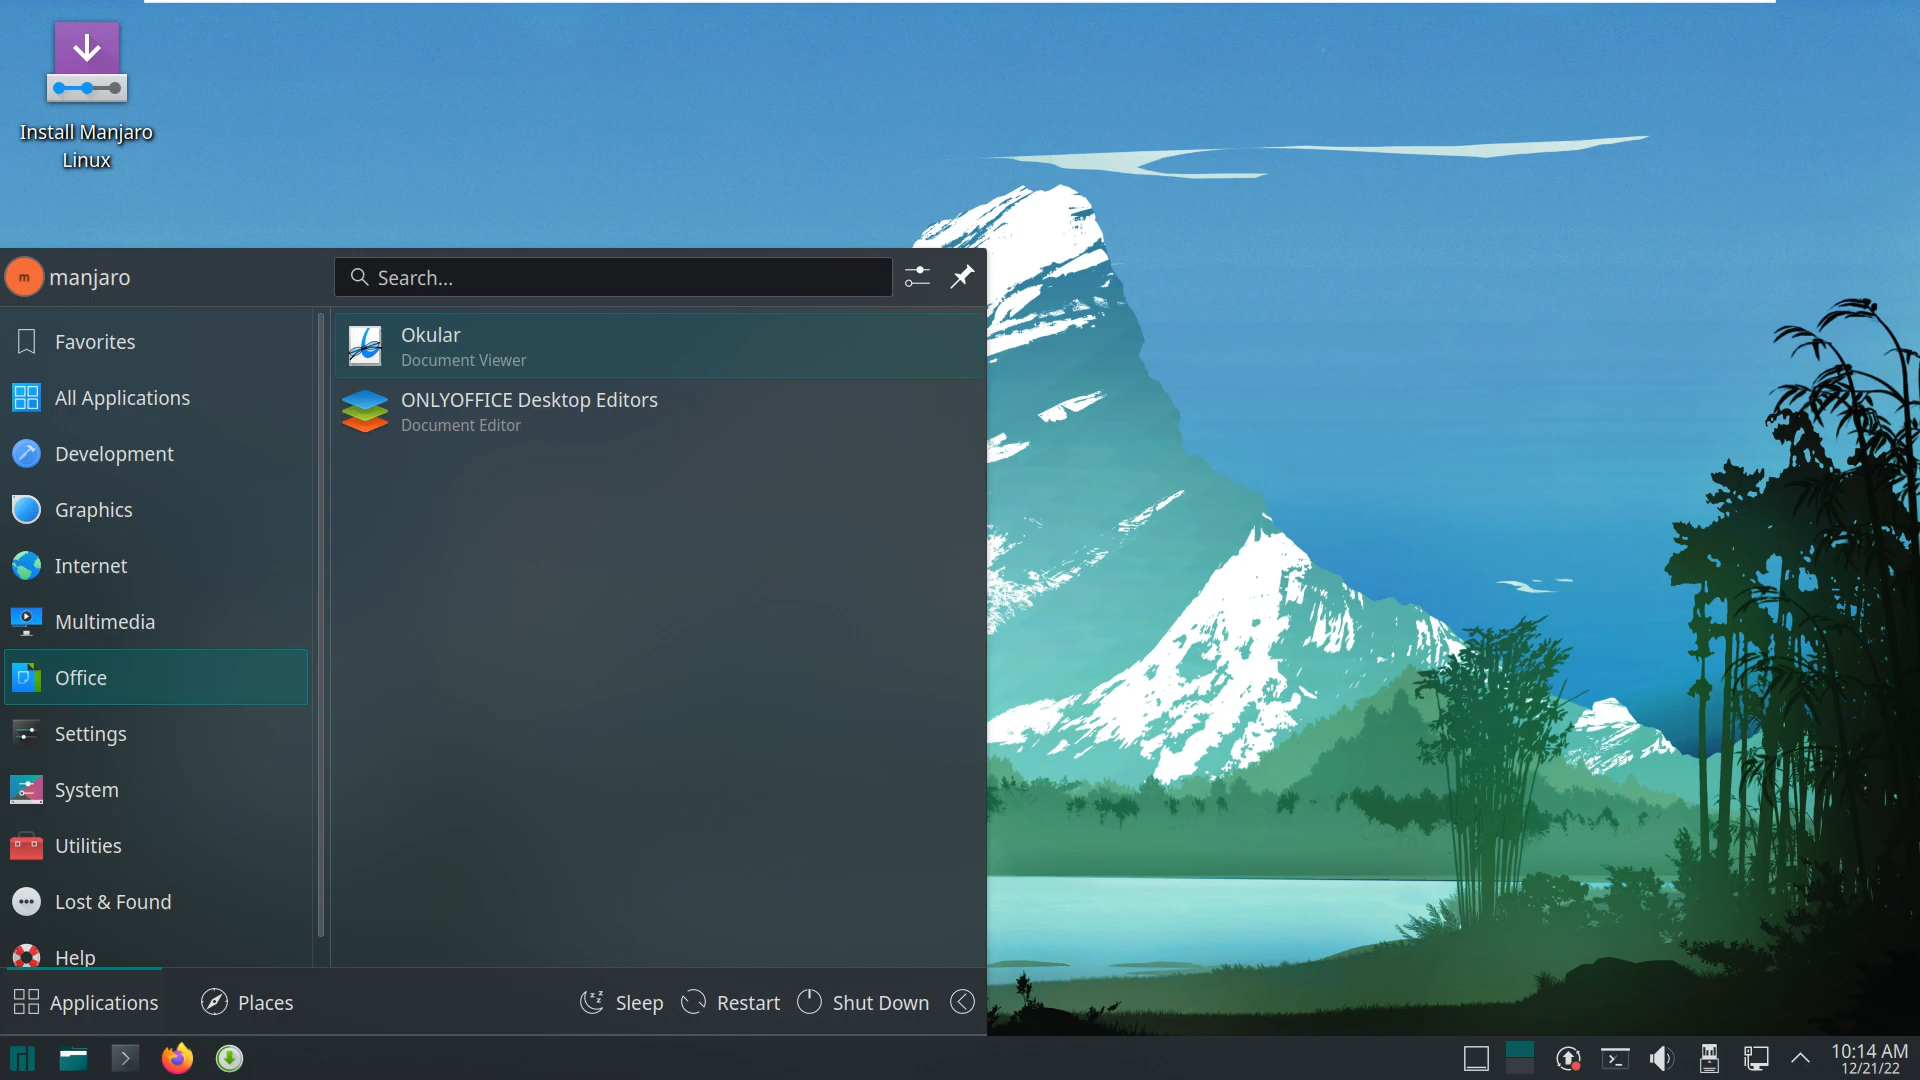 Install Manjaro
Linux
m
manjaro
Search...
Favorites
All Applications
Development
Graphics
Internet
Multimedia
Office
Settings
System
Utilities
Lost & Found
Help
Okular
Document Viewer
ONLYOFFICE Desktop Editors
Document Editor
Applications
Places
Sleep
Restart
Shut Down
10:14 AM
12/21/22